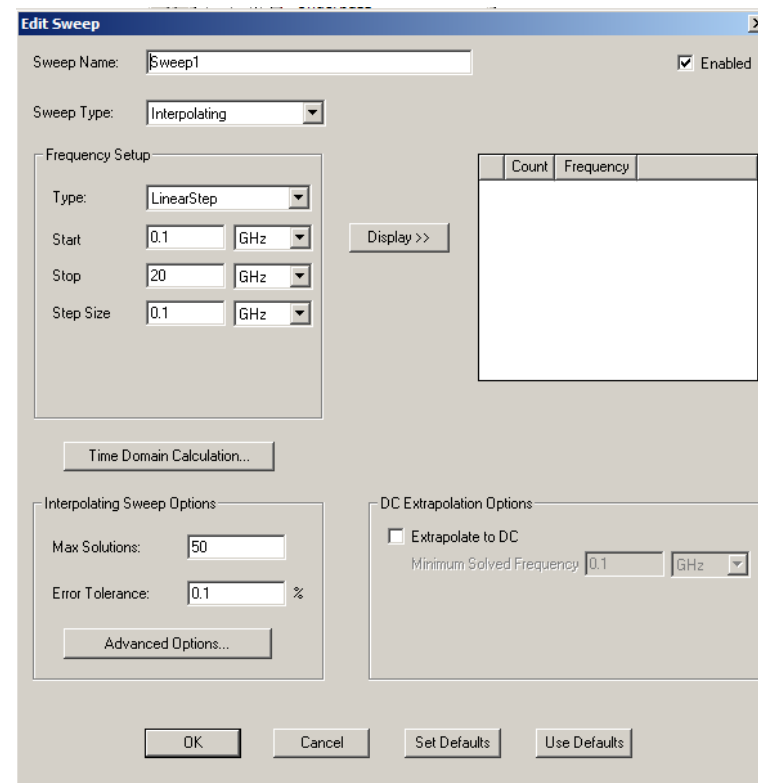 Edit Sweep
Sweep Name: Sweep1 Enabled
Sweep Type: Interpolating
Frequency Setup
Type: LinearStep
Start 0.1 GHz
Stop 20 GHz
Step Size 0.1 GHz
Display >>
Count Frequency
Time Domain Calculation...
Interpolating Sweep Options
Max Solutions: 50
Error Tolerance: 0.1 %
Advanced Options...
DC Extrapolation Options
Extrapolate to DC
Minimum Solved Frequency 0.1 GHz
OK Cancel Set Defaults Use Defaults